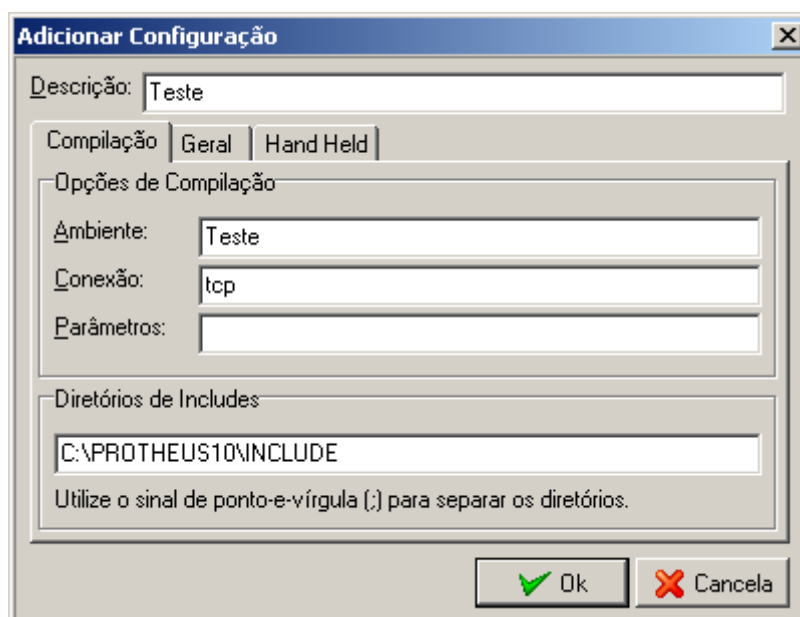 Adicionar Configuração
Descrição: Teste
Compilação Geral Hand Held
Opções de Compilação
Ambiente: Teste
Conexão: tcp
Parâmetros:
Diretórios de Includes
C:\PROTHEUS10\INCLUDE
Utilize o sinal de ponto-e-vírgula (;) para separar os diretórios.
Ok Cancela